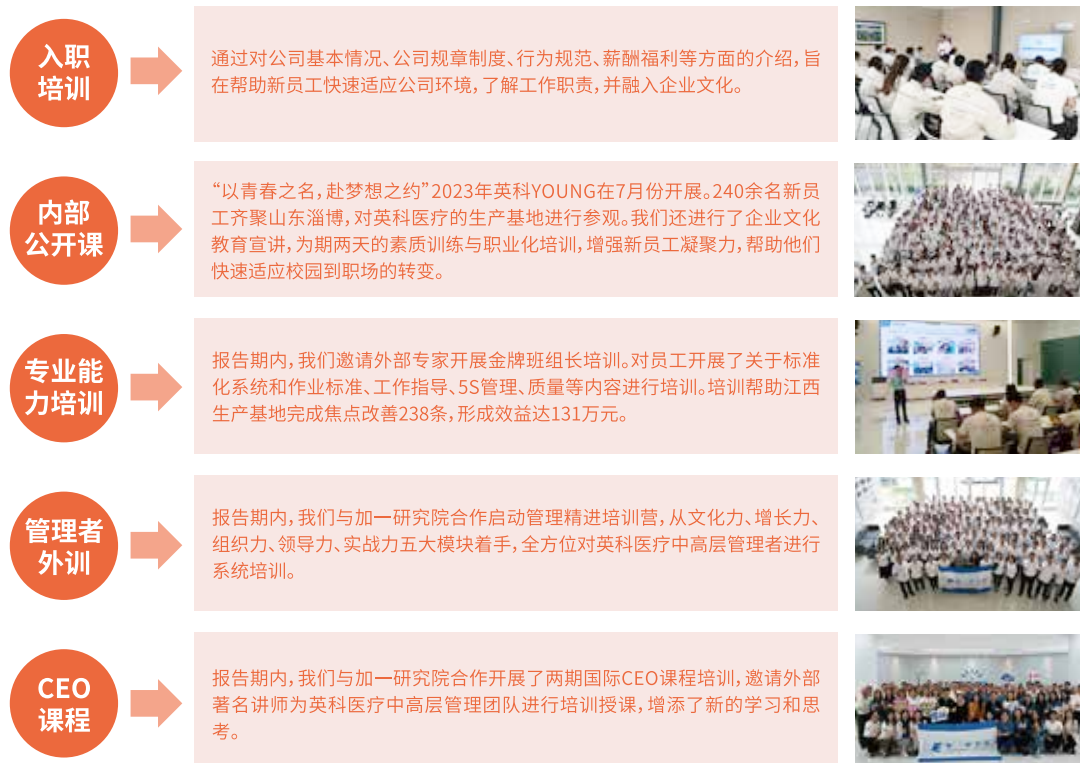 入职
培训
通过对公司基本情况、公司规章制度、行为规范、薪酬福利等方面的介绍，旨
在帮助新员工快速适应公司环境，了解工作职责，并融入企业文化。
内部
公开课
“以青春之名，赴梦想之约”2023年英科YOUNG在7月份开展。240余名新员
工齐聚山东淄博，对英科医疗的生产基地进行参观。我们还进行了企业文化
教育宣讲，为期两天的素质训练与职业化培训，增强新员工凝聚力，帮助他们
快速适应校园到职场的转变。
专业能
力培训
报告期内，我们邀请外部专家开展金牌班组长培训。对员工开展了关于标准
化系统和作业标准、工作指导、5S管理、质量等内容进行培训。培训帮助江西
生产基地完成焦点改善238条，形成效益达131万元。
管理者
外训
报告期内，我们与加一研究院合作启动管理精进培训营，从文化力、增长力、
组织力、领导力、实战力五大模块着手，全方位对英科医疗中高层管理者进行
系统培训。
CEO
课程
报告期内，我们与加一研究院合作开展了两期国际CEO课程培训，邀请外部
著名讲师为英科医疗中高层管理团队进行培训授课，增添了新的学习和思
考。